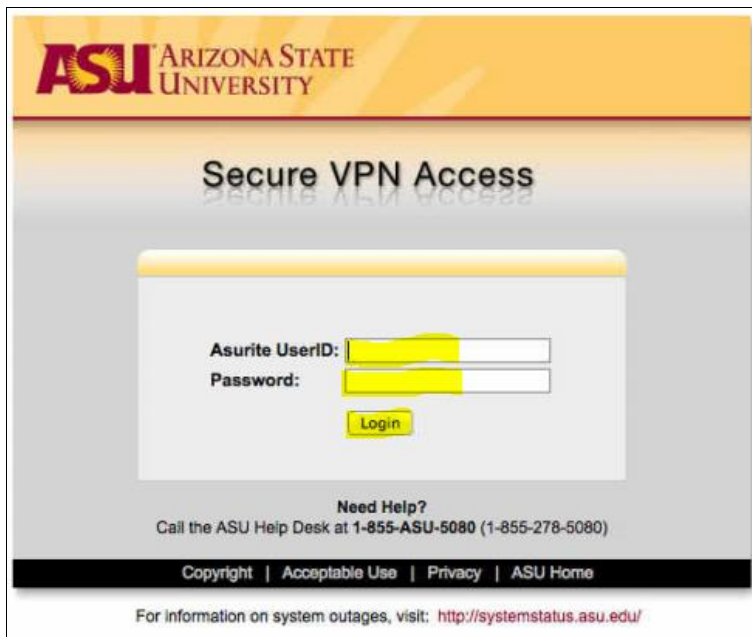 ASU ARIZONA STATE
UNIVERSITY
Secure VPN Access
Asurite UserID:
Password:
Login
Need Help?
Call the ASU Help Desk at 1-855-ASU-5080 (1-855-278-5080)
Copyright | Acceptable Use | Privacy | ASU Home
For information on system outages, visit: http://systemstatus.asu.edu/